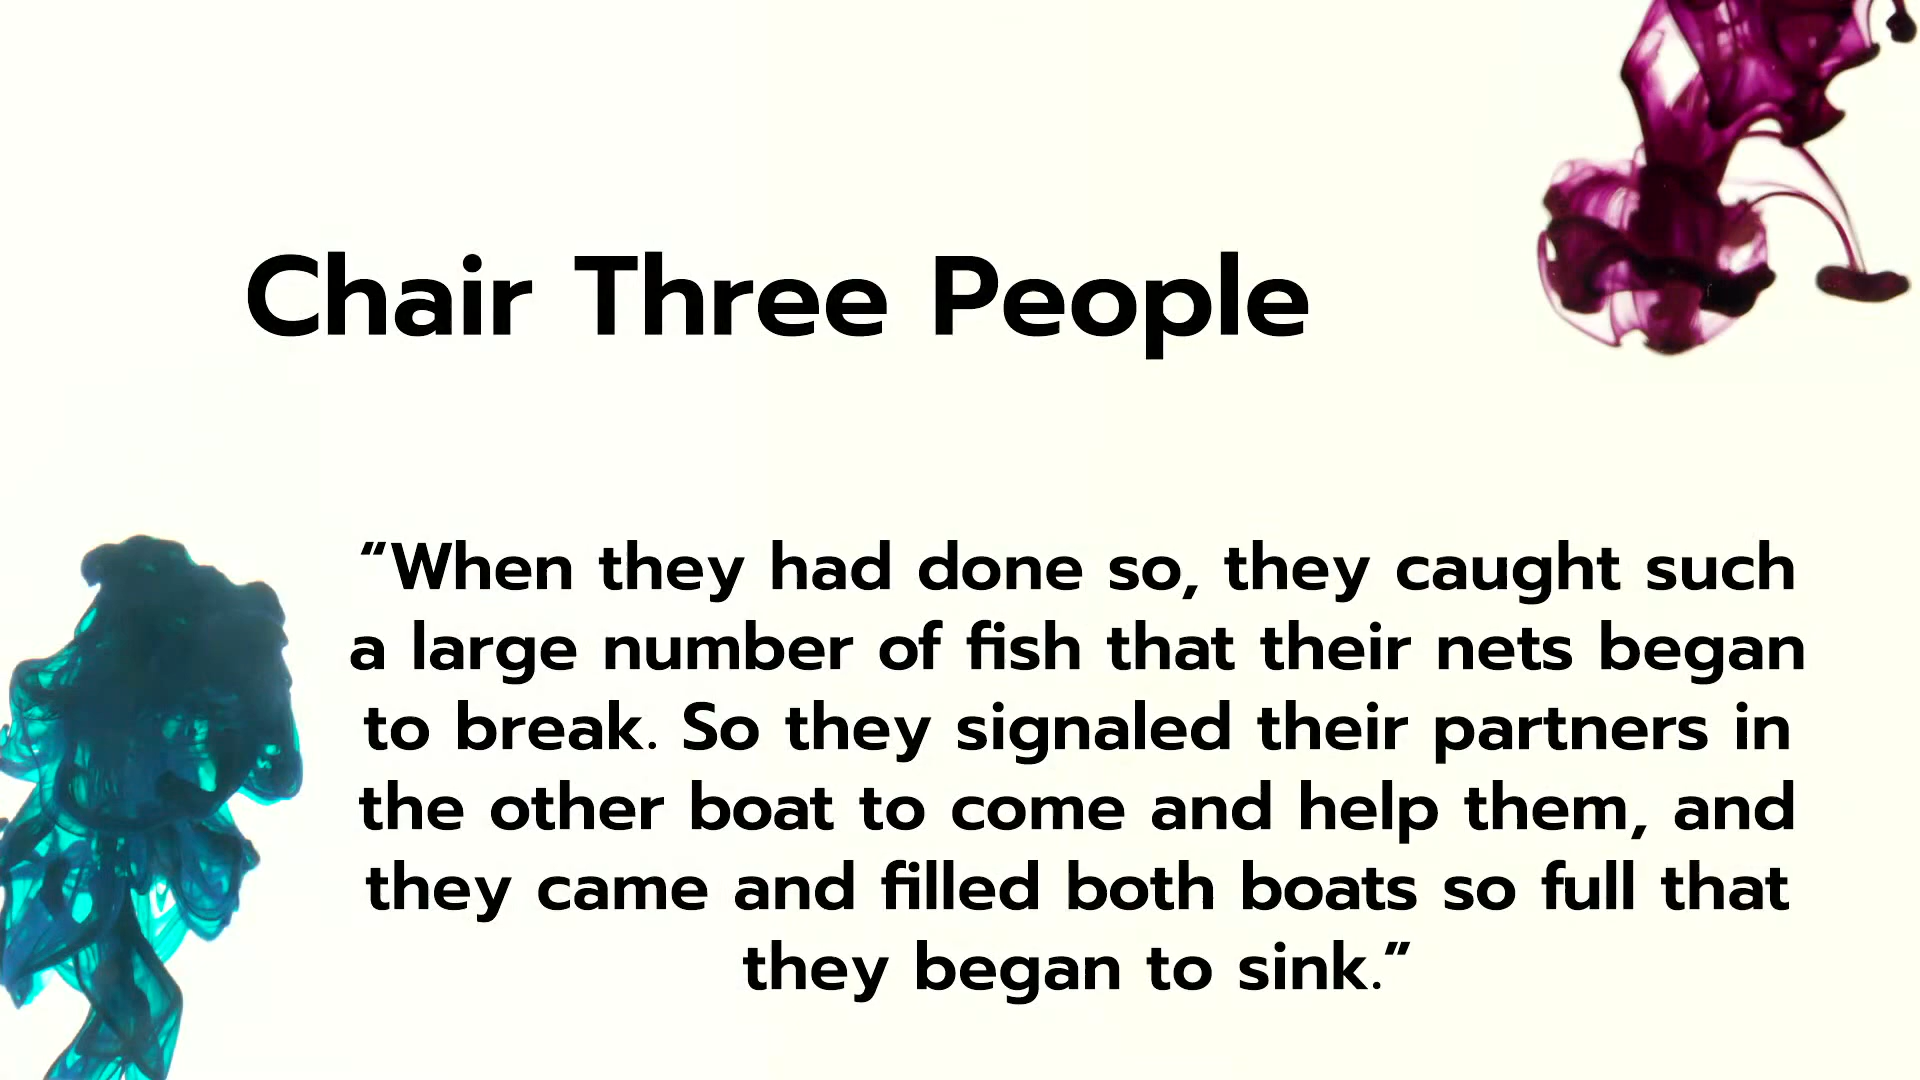 Chair Three People
“When they had done so, they caught such
a large number of fish that their nets began
to break. So they signaled their partners in
the other boat to come and help them, and
they came and filled both boats so full that
they began to sink.”